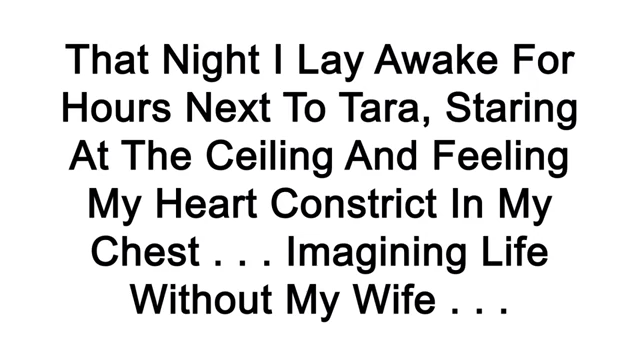 That Night I Lay Awake For
Hours Next To Tara, Staring
At The Ceiling And Feeling
My Heart Constrict In My
Chest . . . Imagining Life
Without My Wife . . .